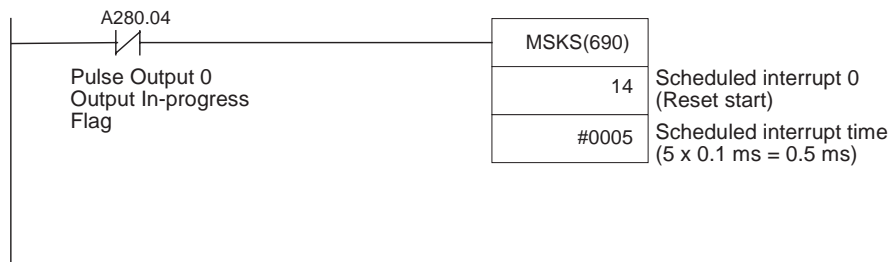 A280.04
MSKS(690)
Pulse Output 0
Output In-progress
Flag
14
Scheduled interrupt 0
(Reset start)
#0005
Scheduled interrupt time
(5 x 0.1 ms = 0.5 ms)